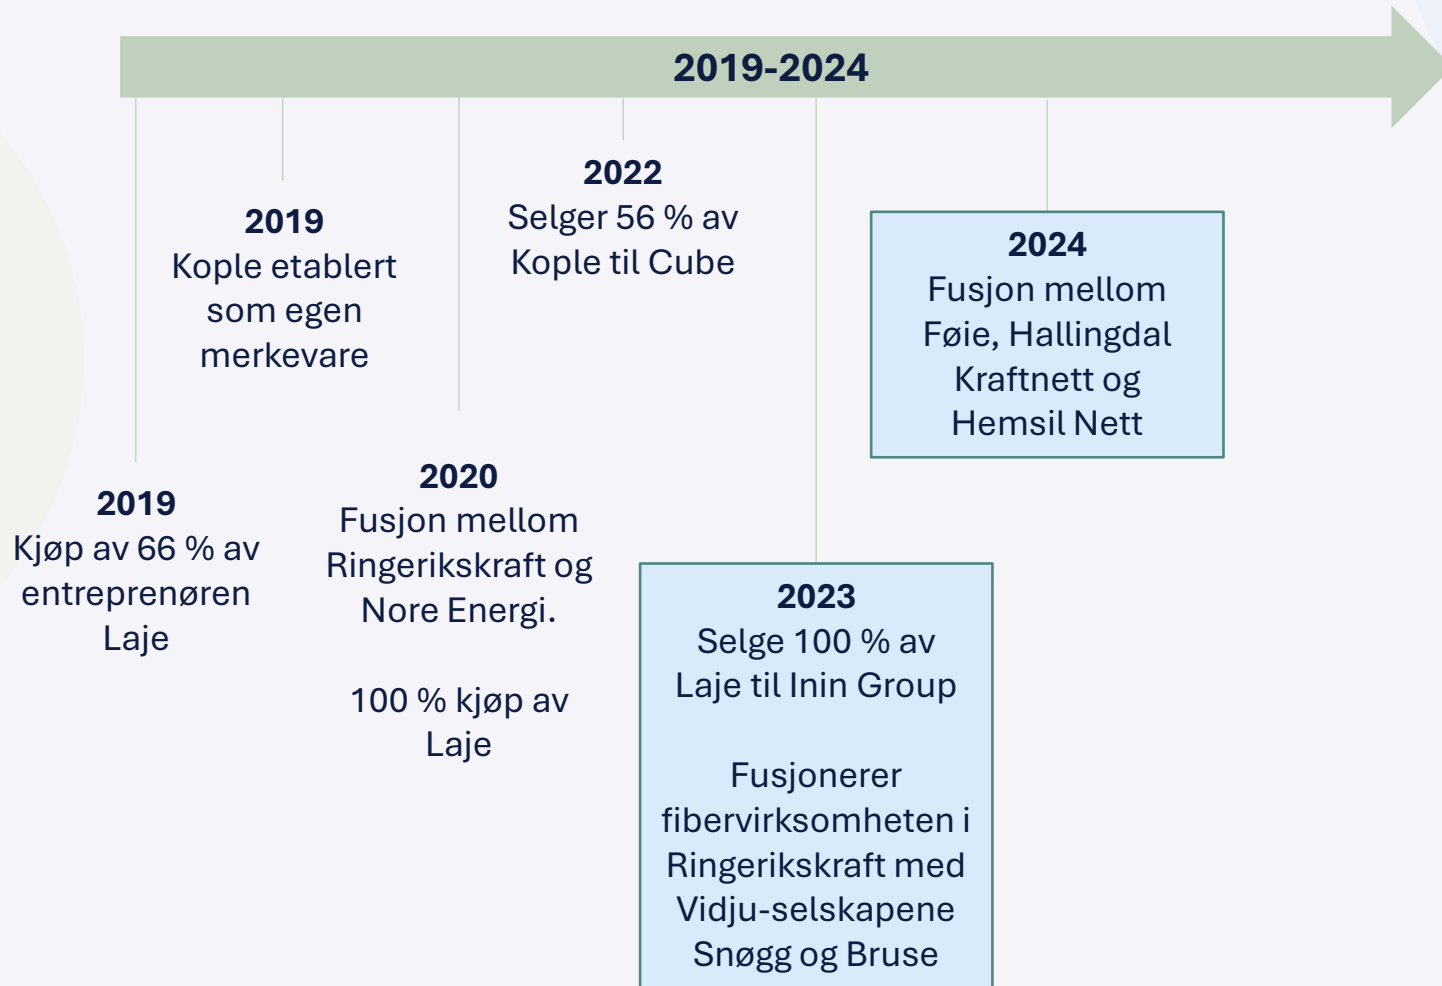 2019-2024
2019
Kjøp av 66 % av
entreprenøren
Laje
2019
Kople etablert
som egen
merkevare
2020
Fusjon mellom
Ringerikskraft og
Nore Energi.
100 % kjøp av
Laje
2022
Selger 56 % av
Kople til Cube
2023
Selge 100 % av
Laje til Inin Group
Fusjonerer
fibervirksomheten i
Ringerikskraft med
Vidju-selskapene
Snøgg og Bruse
2024
Fusjon mellom
Føie, Hallingdal
Kraftnett og
Hemsil Nett